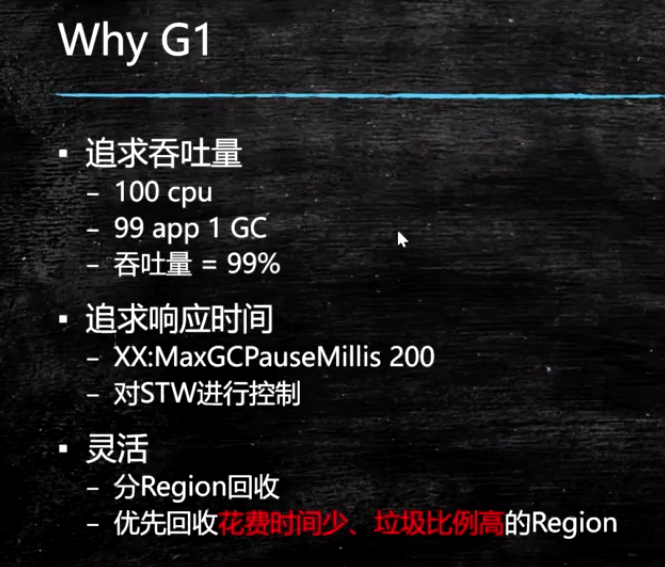 Why G1
▪ 追求吞吐量
– 100 cpu
– 99 app 1 GC
– 吞吐量 = 99%
▪ 追求响应时间
– XX:MaxGCPauseMillis 200
– 对STW进行控制
▪ 灵活
– 分Region回收
– 优先回收花费时间少、垃圾比例高的Region